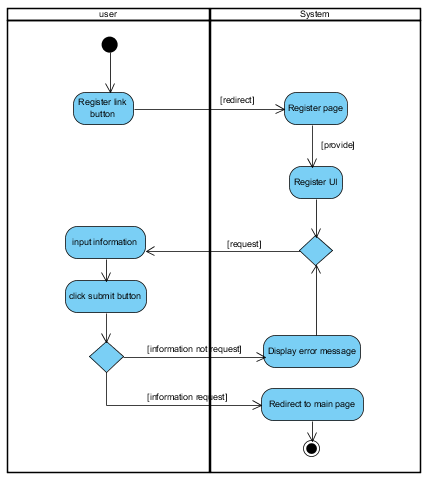 user
System
Register link
button
[redirect]
Register page
[provide]
Register UI
input information
[request]
click submit button
[information not request]
Display error message
[information request]
Redirect to main page